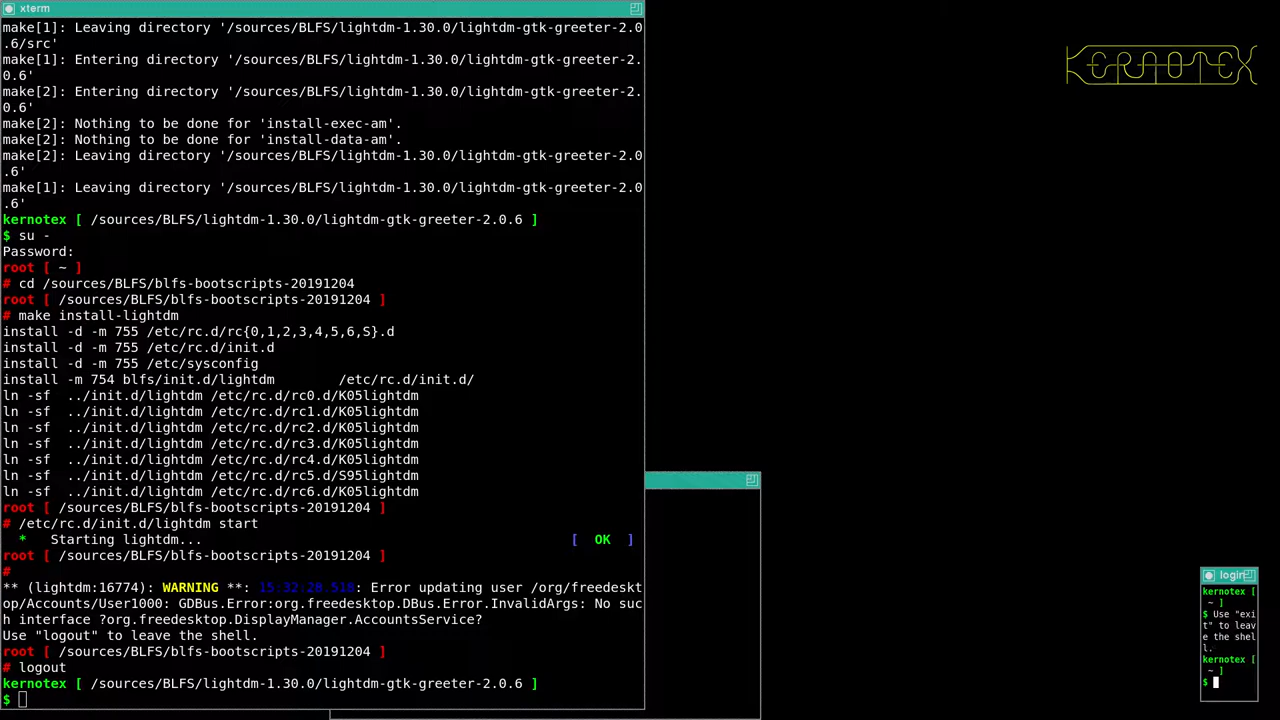 xterm
make[1]: Leaving directory '/sources/BLFS/lightdm-1.30.0/lightdm-gtk-greeter-2.0
.6/src'
make[1]: Entering directory '/sources/BLFS/lightdm-1.30.0/lightdm-gtk-greeter-2.
0.6'
make[2]: Entering directory '/sources/BLFS/lightdm-1.30.0/lightdm-gtk-greeter-2.
0.6'
make[2]: Nothing to be done for 'install-exec-am'.
make[2]: Nothing to be done for 'install-data-am'.
make[2]: Leaving directory '/sources/BLFS/lightdm-1.30.0/lightdm-gtk-greeter-2.0
.6'
make[1]: Leaving directory '/sources/BLFS/lightdm-1.30.0/lightdm-gtk-greeter-2.0
.6'
kernotex [ /sources/BLFS/lightdm-1.30.0/lightdm-gtk-greeter-2.0.6 ]
$ su -
Password:
root [ ~ ]
# cd /sources/BLFS/blfs-bootscripts-20191204
root [ /sources/BLFS/blfs-bootscripts-20191204 ]
# make install-lightdm
install -d -m 755 /etc/rc.d/rc{0,1,2,3,4,5,6,S}.d
install -d -m 755 /etc/rc.d/init.d
install -d -m 755 /etc/sysconfig
install -m 754 blfs/init.d/lightdm        /etc/rc.d/init.d/
ln -sf  ../init.d/lightdm /etc/rc.d/rc0.d/K05lightdm
ln -sf  ../init.d/lightdm /etc/rc.d/rc1.d/K05lightdm
ln -sf  ../init.d/lightdm /etc/rc.d/rc2.d/K05lightdm
ln -sf  ../init.d/lightdm /etc/rc.d/rc3.d/K05lightdm
ln -sf  ../init.d/lightdm /etc/rc.d/rc4.d/K05lightdm
ln -sf  ../init.d/lightdm /etc/rc.d/rc5.d/S95lightdm
ln -sf  ../init.d/lightdm /etc/rc.d/rc6.d/K05lightdm
root [ /sources/BLFS/blfs-bootscripts-20191204 ]
# /etc/rc.d/init.d/lightdm start
*   Starting lightdm...   [  OK  ]
root [ /sources/BLFS/blfs-bootscripts-20191204 ]
#
** (lightdm:16774): WARNING **: 15:32:20.518: Error updating user /org/freedeskt
op/Accounts/User1000: GDBus.Error:org.freedesktop.DBus.Error.InvalidArgs: No suc
h interface ?org.freedesktop.DisplayManager.AccountsService?
Use "logout" to leave the shell.
root [ /sources/BLFS/blfs-bootscripts-20191204 ]
# logout
kernotex [ /sources/BLFS/lightdm-1.30.0/lightdm-gtk-greeter-2.0.6 ]
$
KERNOTEX
login
kernotex [
~ ]
$ Use "exi
t" to leav
e the shel
l.
kernotex [
~ ]
$